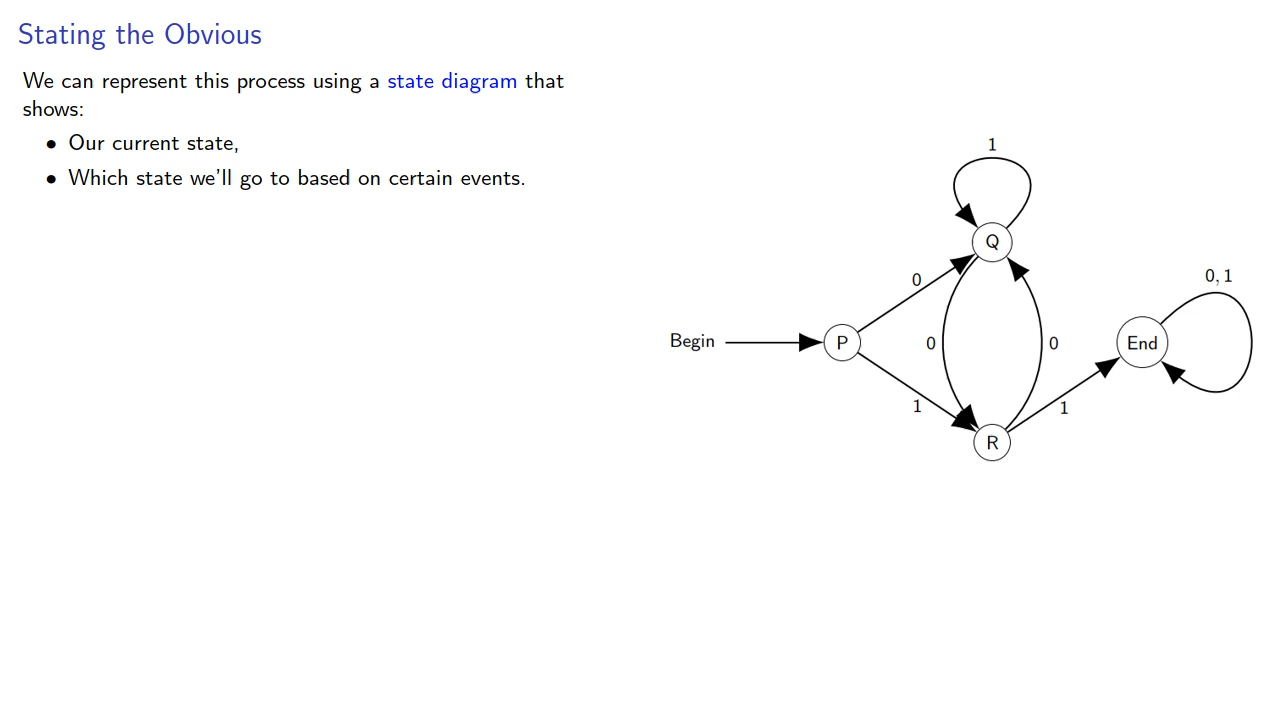 Stating the Obvious
We can represent this process using a state diagram that
shows:
• Our current state,
• Which state we'll go to based on certain events.
1
Q
0
0, 1
Begin
P
0
0
End
1
1
R